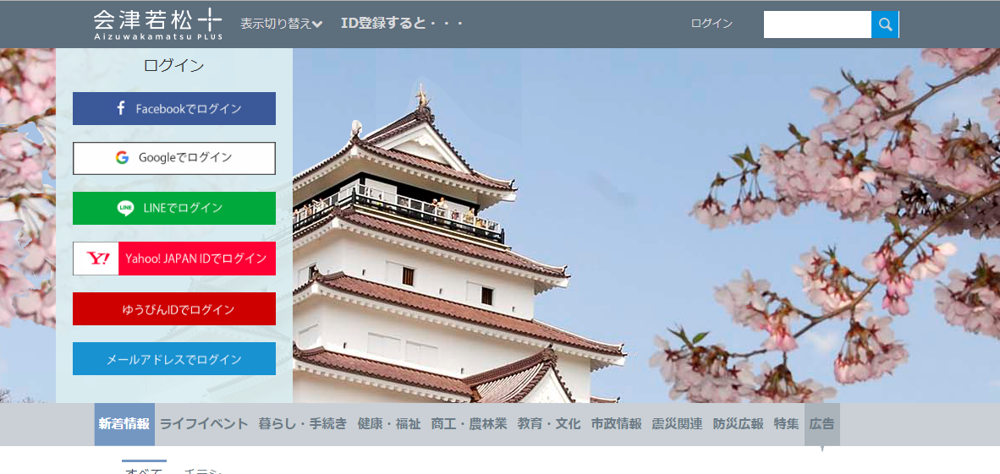 会津若松+
Aizuwakamatsu PLUS
表示切り替え
ID登録すると・・・
ログイン
ログイン
Facebookでログイン
Googleでログイン
LINE
LINEでログイン
Y!
Yahoo! JAPAN IDでログイン
ゆうびんIDでログイン
メールアドレスでログイン
新着情報 ライフイベント 暮らし・手続き 健康・福祉 商工・農林業 教育・文化 市政情報 震災関連 防災広報 特集 広告
すべて チラシ